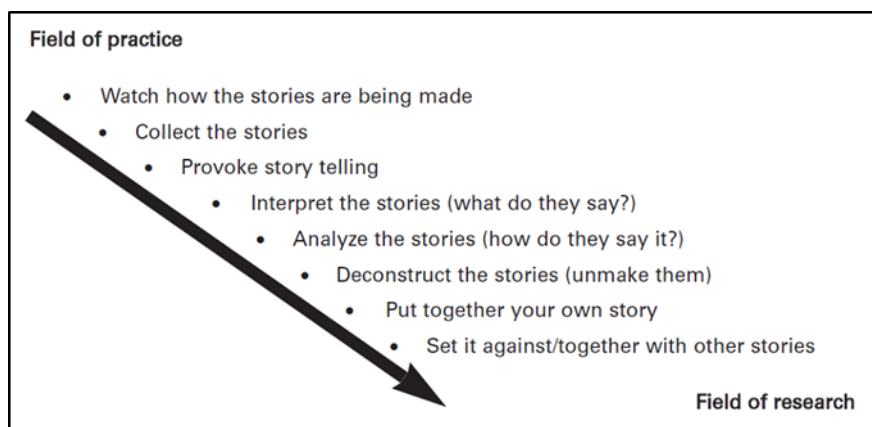 Field of practice
• Watch how the stories are being made
• Collect the stories
• Provoke story telling
• Interpret the stories (what do they say?)
• Analyze the stories (how do they say it?)
• Deconstruct the stories (unmake them)
• Put together your own story
• Set it against/together with other stories
Field of research